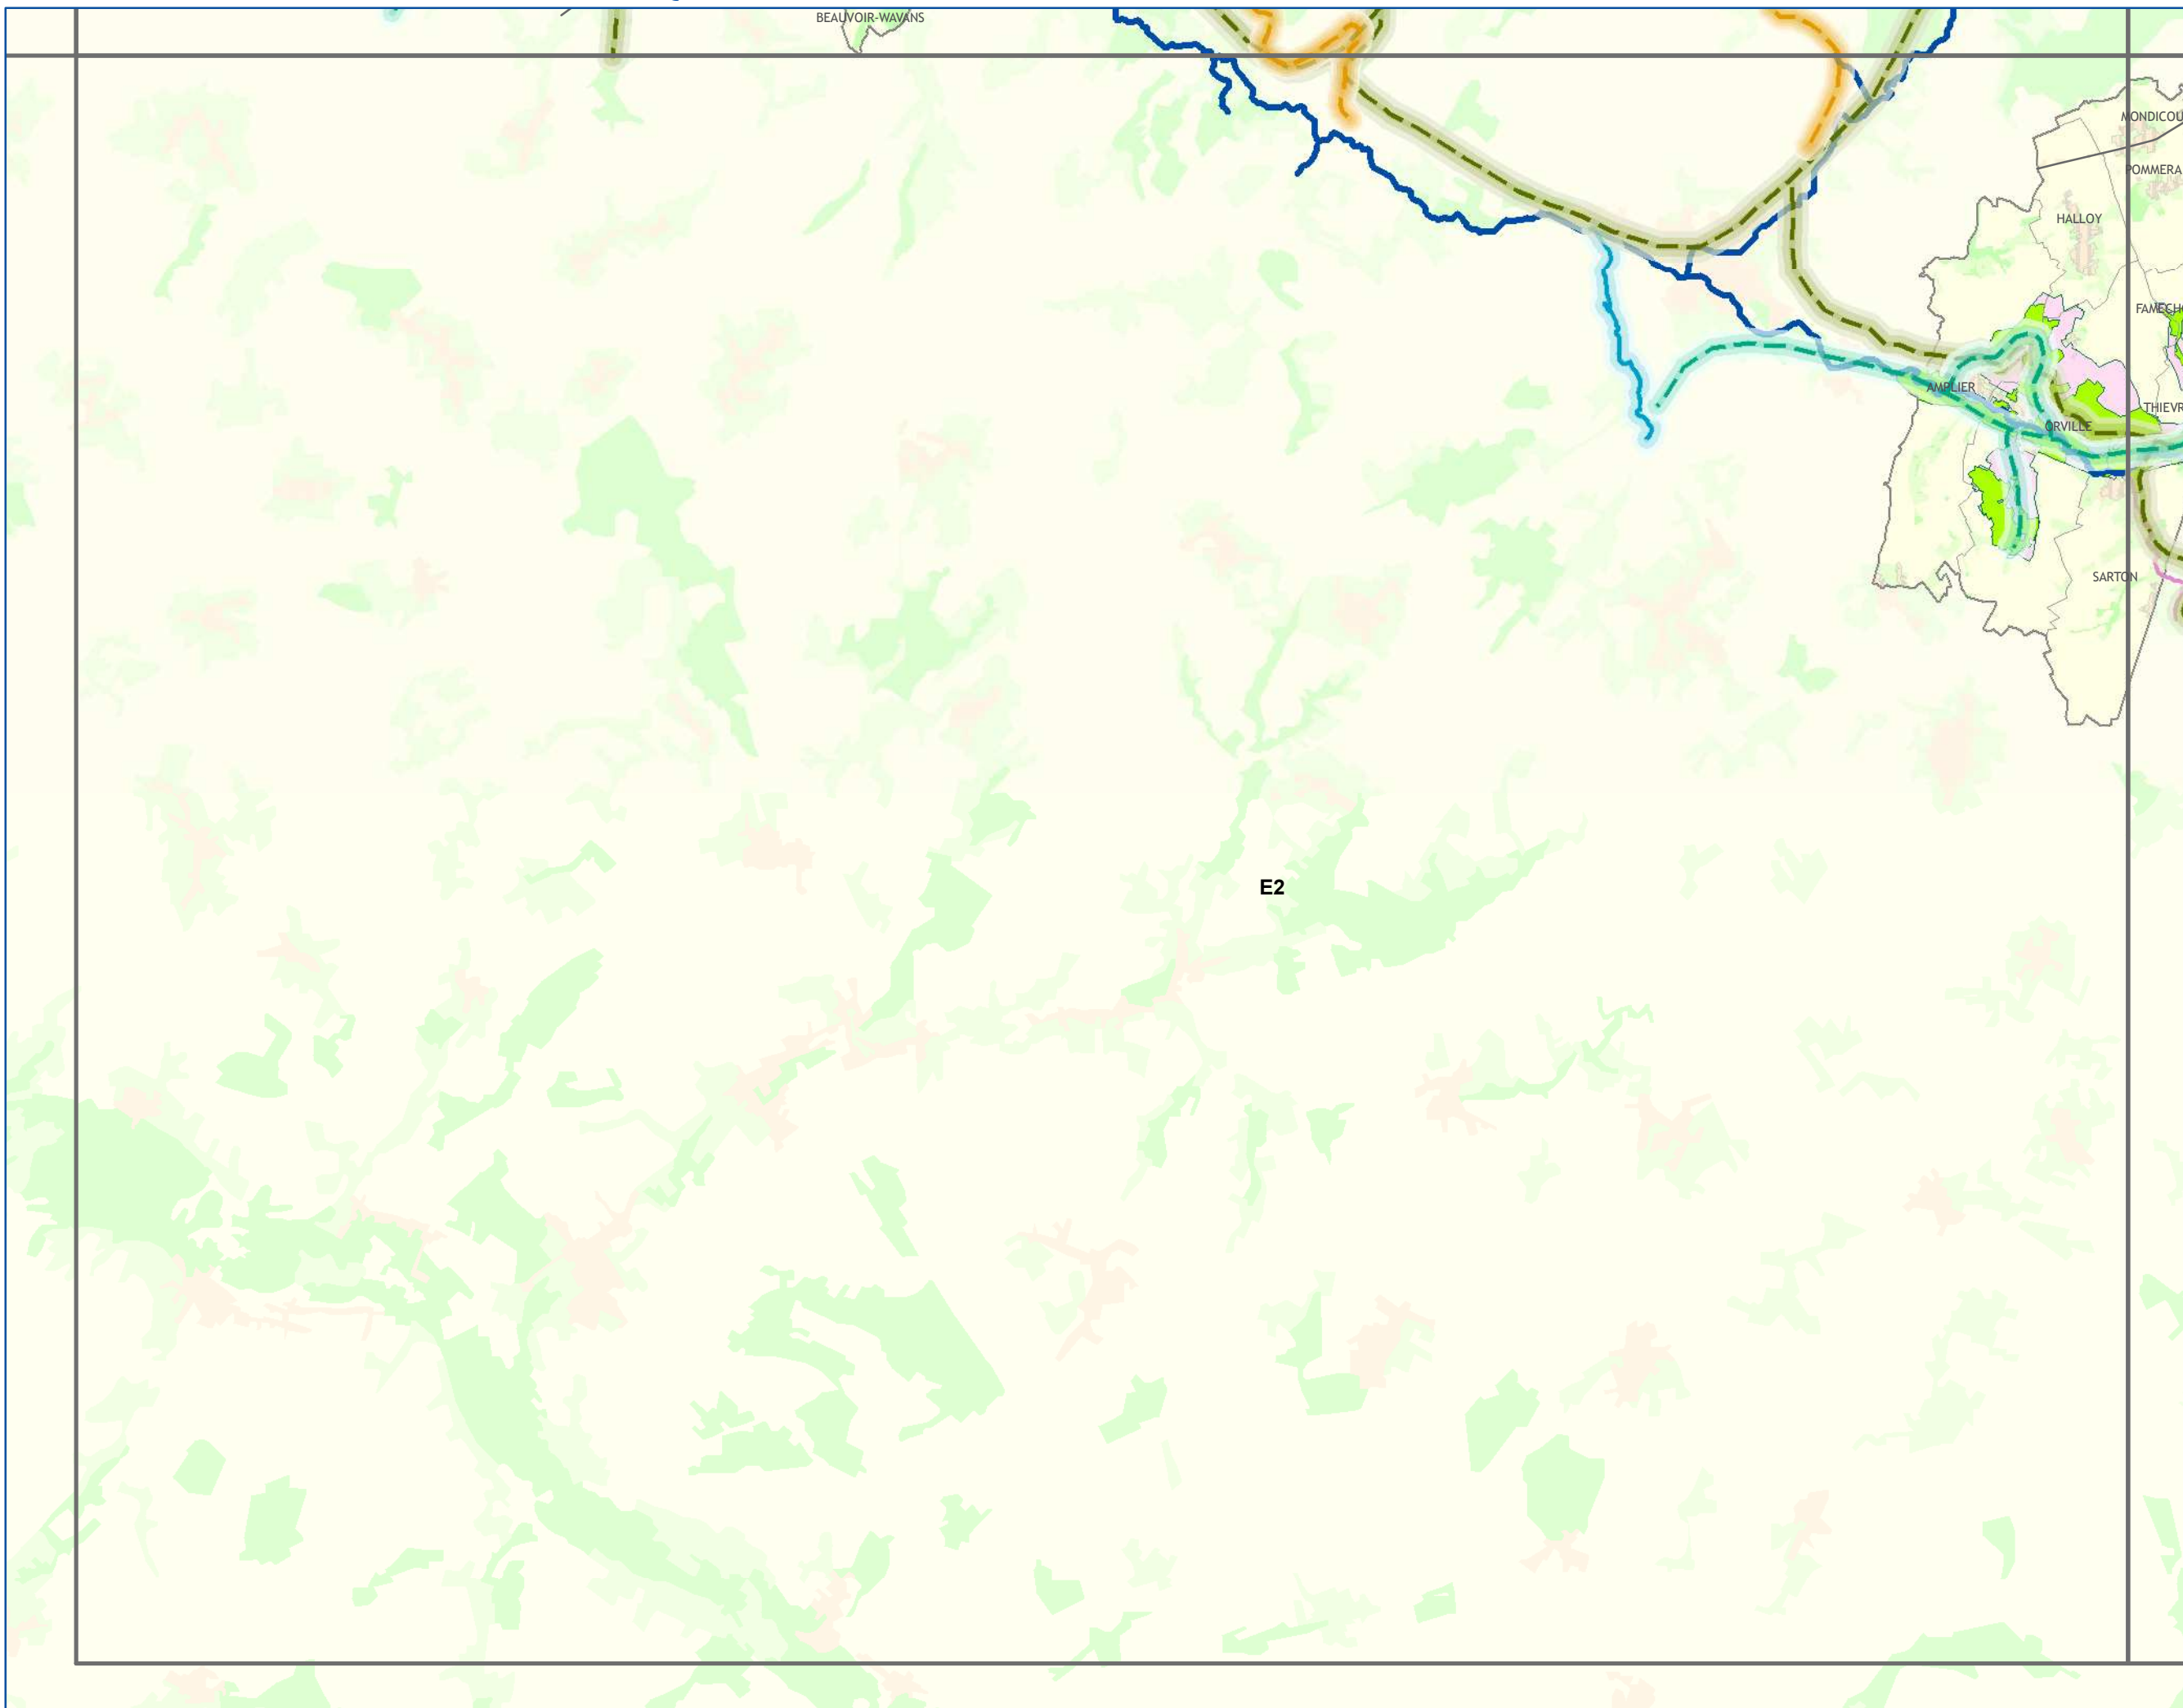 BEAUVOIR-WAVANS
MONDICOU
POMMERA
HALLOY
FAMECH
AMPLIER
THIEVR
ORVILLE
SARTON
E2